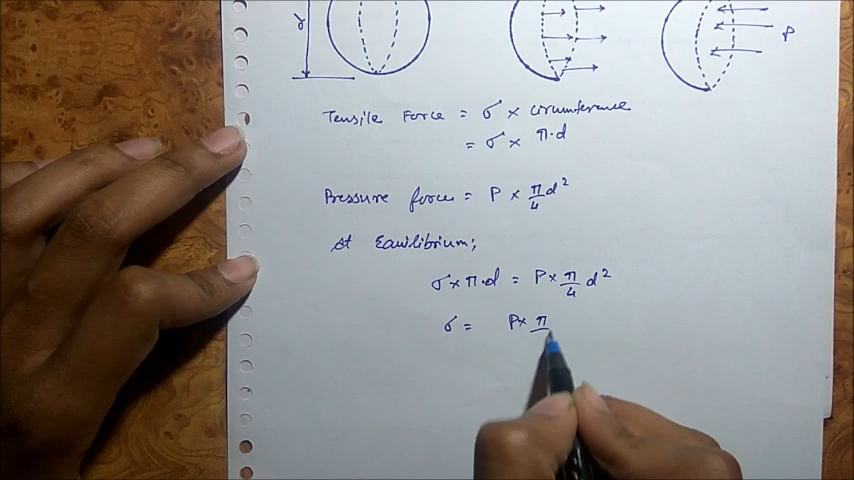 r
P
Tensile Force = σ × circumference
= σ × π·d
Pressure force = P × π/4 d²
At Equilibrium;
σ × π·d = P × π/4 d²
σ = P × π